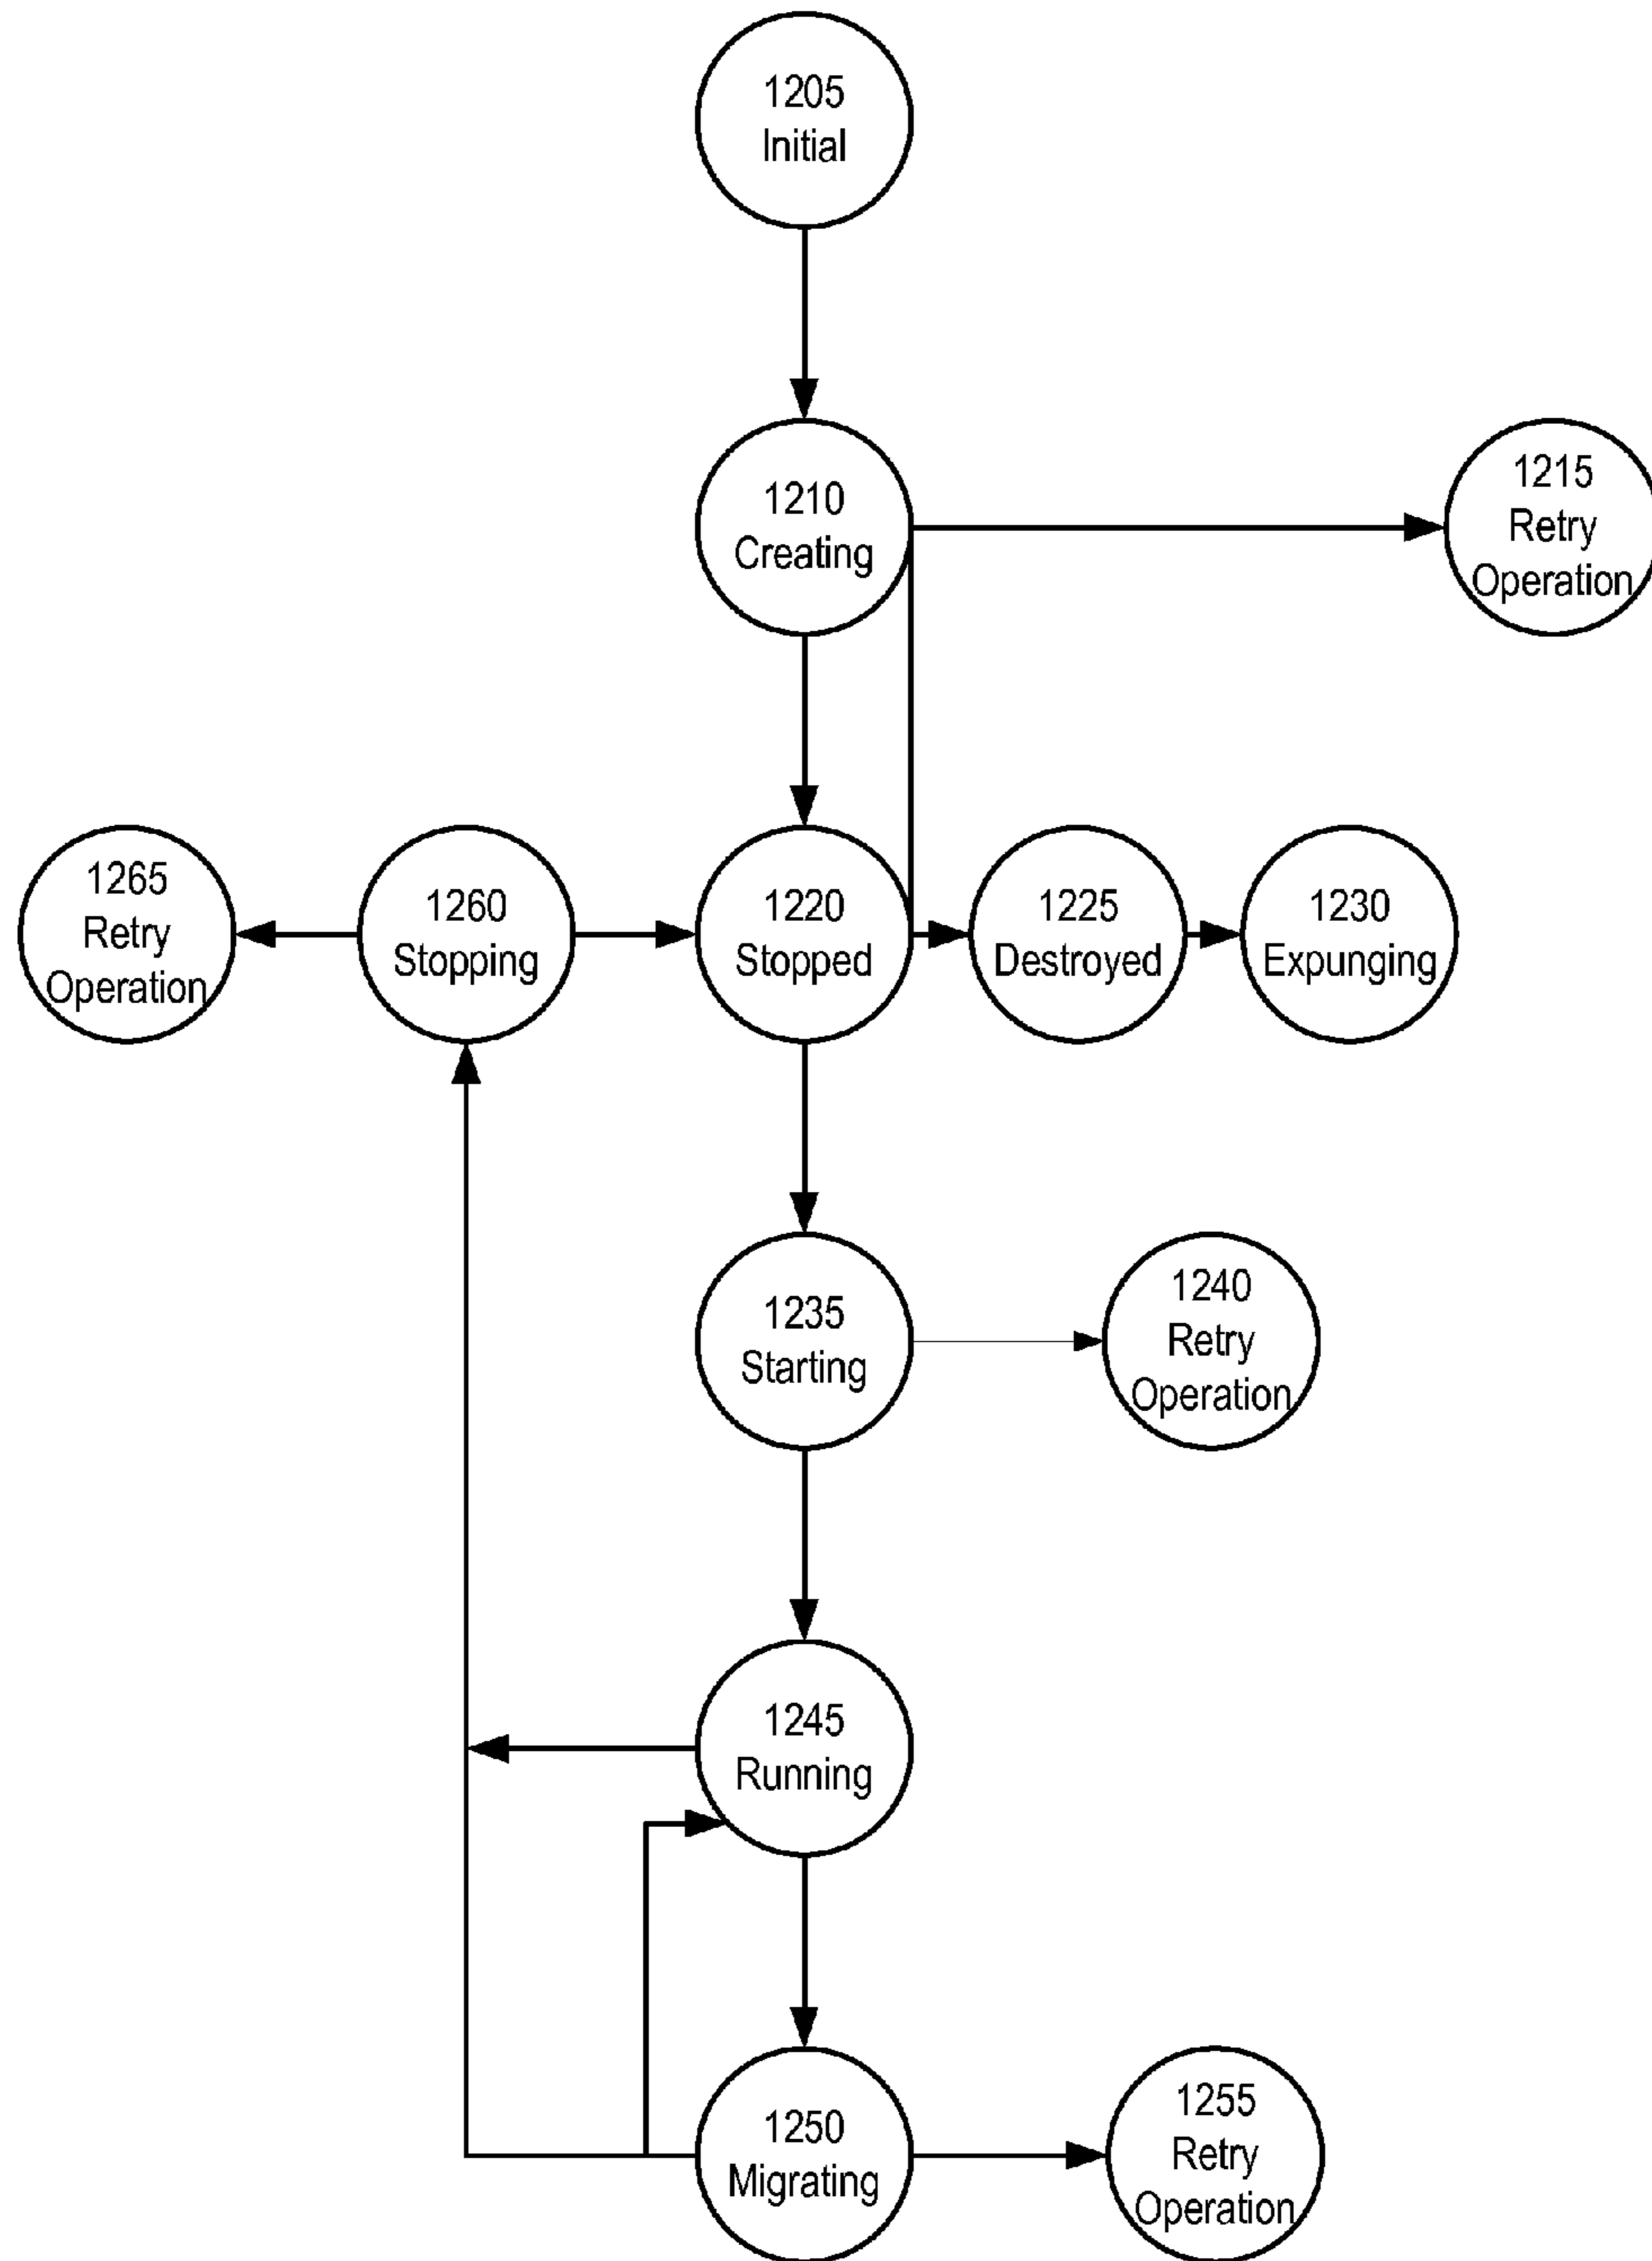 1205
Initial
1210
Creating
1215
Retry
Operation
1265
Retry
Operation
1260
Stopping
1220
Stopped
1225
Destroyed
1230
Expunging
1235
Starting
1240
Retry
Operation
1245
Running
1250
Migrating
1255
Retry
Operation